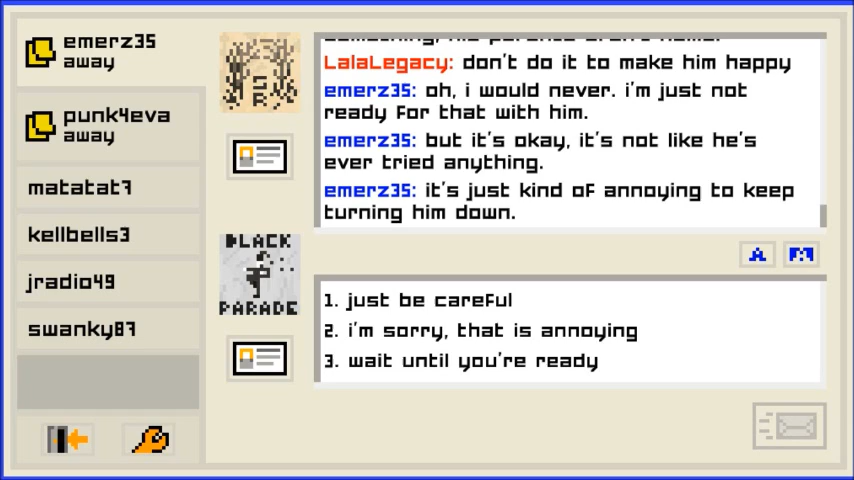 emerz35
away
punk4eva
away
matatat7
kellbells3
jradio49
swanky87
BLACK
PARADE
LalaLegacy: don't do it to make him happy
emerz35: oh, i would never. i'm just not
ready for that with him.
emerz35: but it's okay, it's not like he's
ever tried anything.
emerz35: it's just kind of annoying to keep
turning him down.
A
1. just be careful
2. i'm sorry, that is annoying
3. wait until you're ready